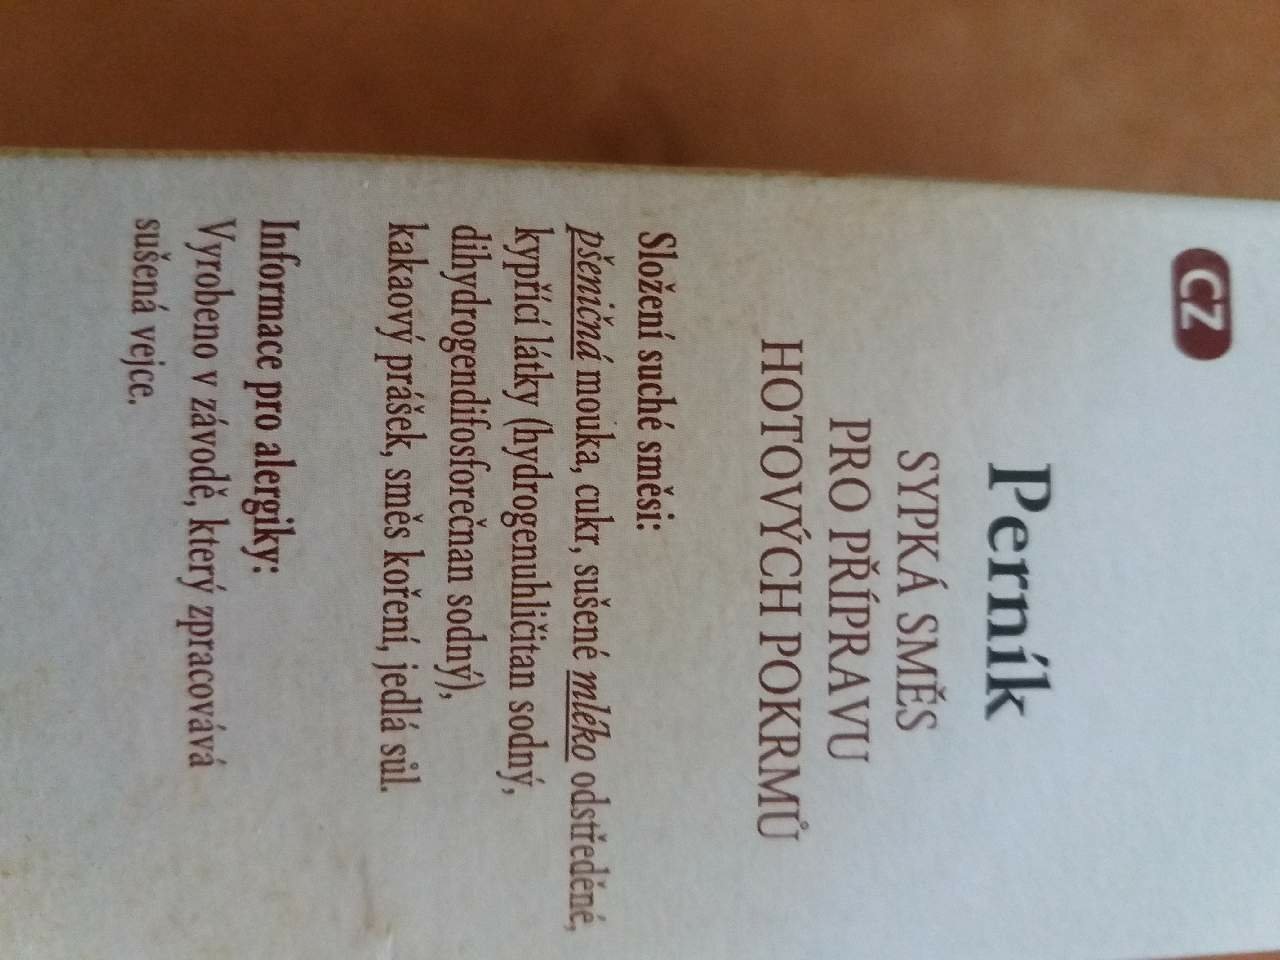 CZ
Perník
SYPKÁ SMĚS
PRO PŘÍPRAVU
HOTOVÝCH POKRMŮ
Složení suché směsi:
pšeničná mouka, cukr, sušené mléko odstředěné,
kypřící látky (hydrogenuhličitan sodný,
dihydrogendifosforečnan sodný),
kakaový prášek, směs koření, jedlá sůl.
Informace pro alergiky:
Vyrobeno v závodě, který zpracovává
sušená vejce.